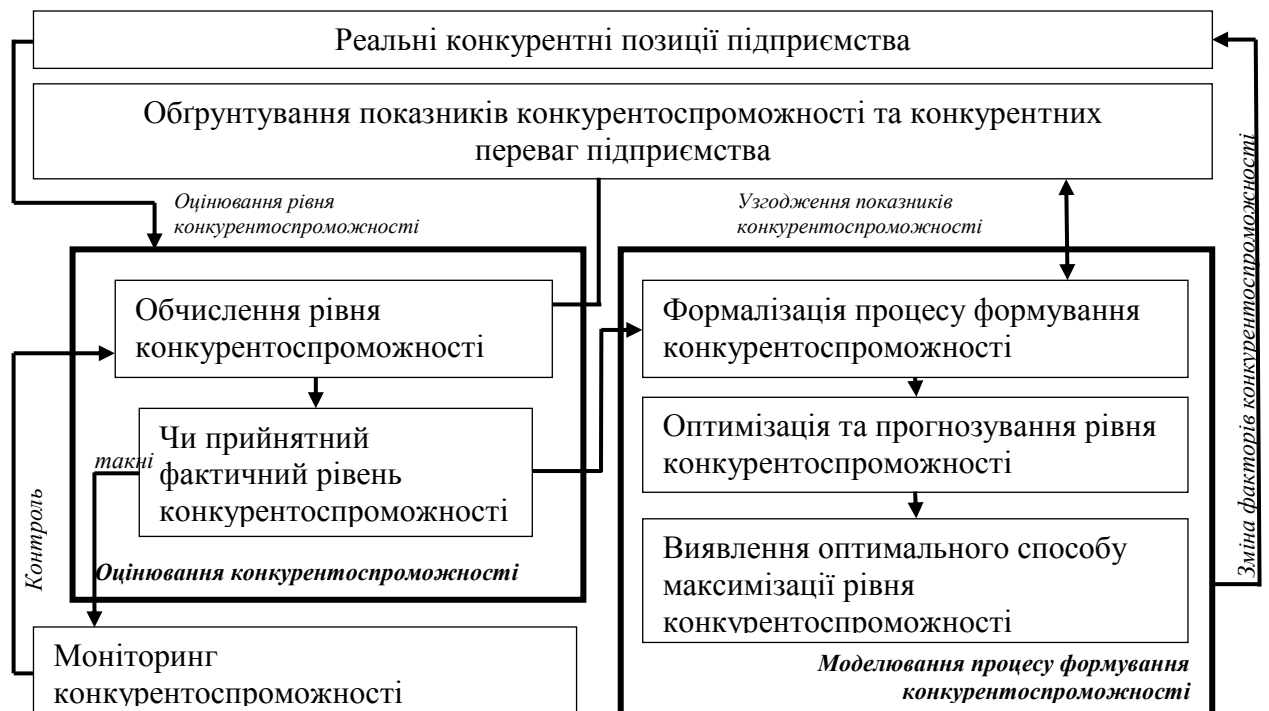 Реальні конкурентні позиції підприємства
Обґрунтування показників конкурентоспроможності та конкурентних
переваг підприємства
Оцінювання рівня
конкурентоспроможності
Узгодження показників
конкурентоспроможності
Обчислення рівня
конкурентоспроможності
Чи прийнятний
фактичний рівень
конкурентоспроможності
такні
Оцінювання конкурентоспроможності
Контроль
Моніторинг
конкурентоспроможності
Формалізація процесу формування
конкурентоспроможності
Оптимізація та прогнозування рівня
конкурентоспроможності
Виявлення оптимального способу
максимізації рівня
конкурентоспроможності
Моделювання процесу формування
конкурентоспроможності
Зміна факторів конкурентоспроможності